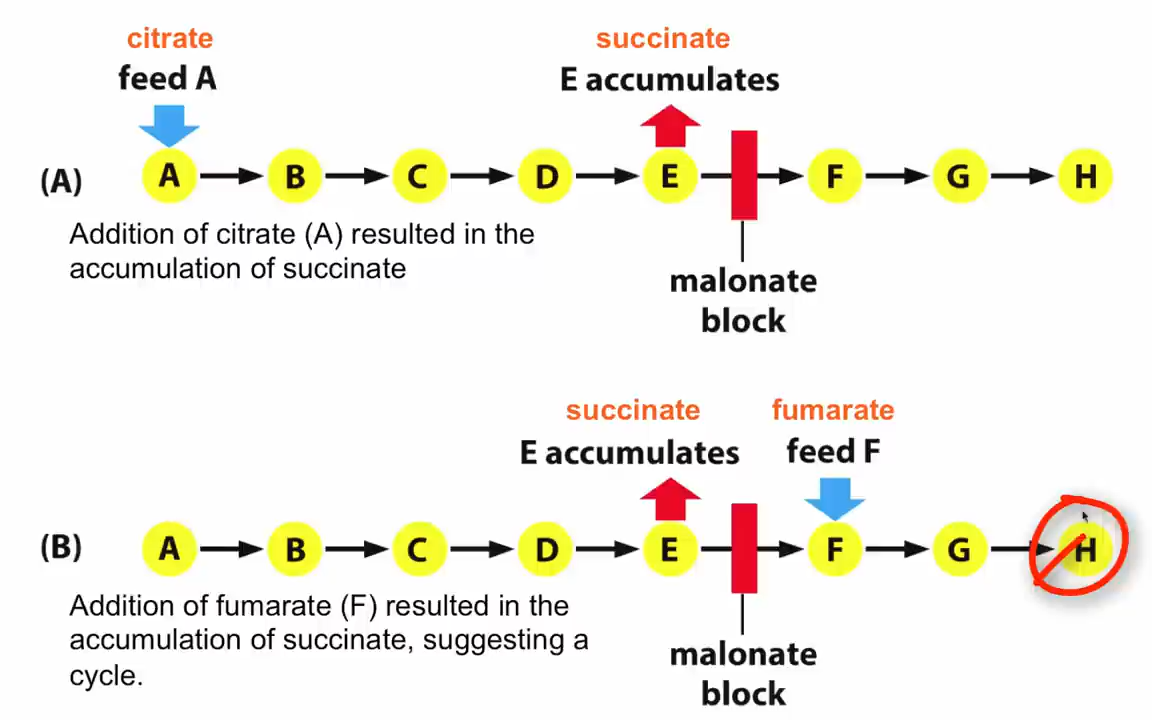 citrate
succinate
feed A
E accumulates
(A)
A
B
C
D
E
F
G
H
Addition of citrate (A) resulted in the
accumulation of succinate
malonate
block
succinate
fumarate
E accumulates
feed F
(B)
A
B
C
D
E
F
G
H
Addition of fumarate (F) resulted in the
accumulation of succinate, suggesting a
cycle.
malonate
block